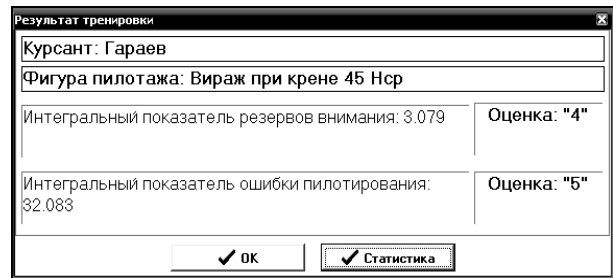 Результат тренировки
Курсант: Гараев
Фигура пилотажа: Вираж при крене 45 Нср
Интегральный показатель резервов внимания: 3.079
Оценка: "4"
Интегральный показатель ошибки пилотирования:
32.083
Оценка: "5"
ОК
Статистика